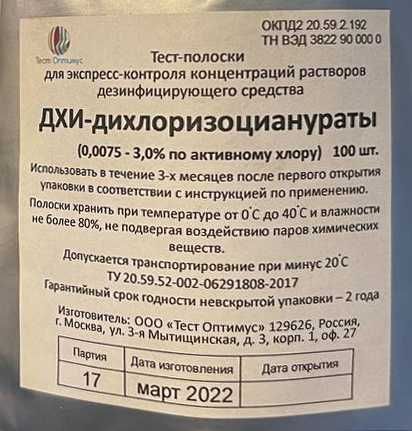 ОКПД2 20.59.2.192
ТН ВЭД 3822 90 000 0
Тест Оптимус
Тест-полоски
для экспресс-контроля концентраций растворов
дезинфицирующего средства
ДХИ-дихлоризоцианураты
(0,0075 - 3,0% по активному хлору) 100 шт.
Использовать в течение 3-х месяцев после первого открытия
упаковки в соответствии с инструкцией по применению.
Полоски хранить при температуре от 0°С до 40°С и влажности
не более 80%, не подвергая воздействию паров химических
веществ.
Допускается транспортирование при минус 20°С
ТУ 20.59.52-002-06291808-2017
Гарантийный срок годности невскрытой упаковки – 2 года
Изготовитель: ООО «Тест Оптимус» 129626, Россия,
г. Москва, ул. 3-я Мытищинская, д. 3, корп. 1, оф. 27
Партия Дата изготовления Дата открытия
17 март 2022